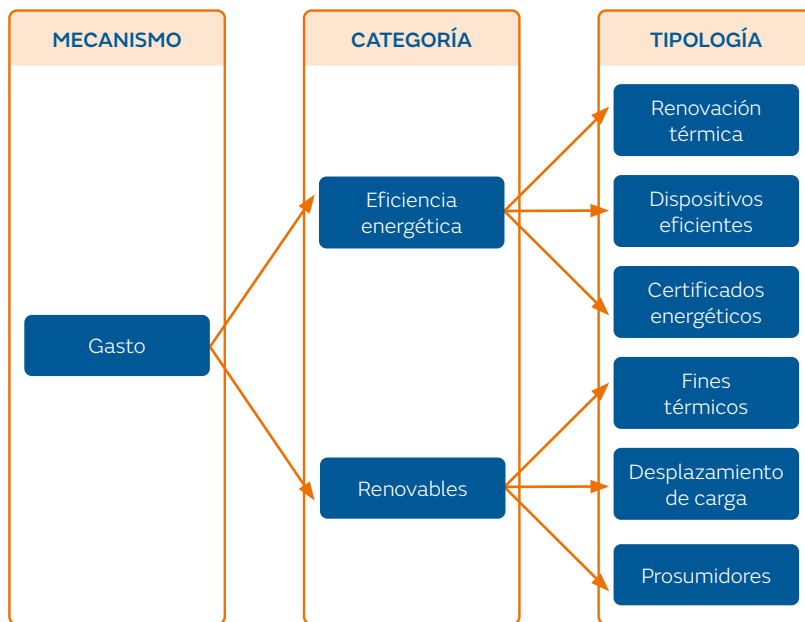 MECANISMO
CATEGORÍA
TIPOLOGÍA
Gasto
Eficiencia
energética
Renovables
Renovación
térmica
Dispositivos
eficientes
Certificados
energéticos
Fines
térmicos
Desplazamiento
de carga
Prosumidores